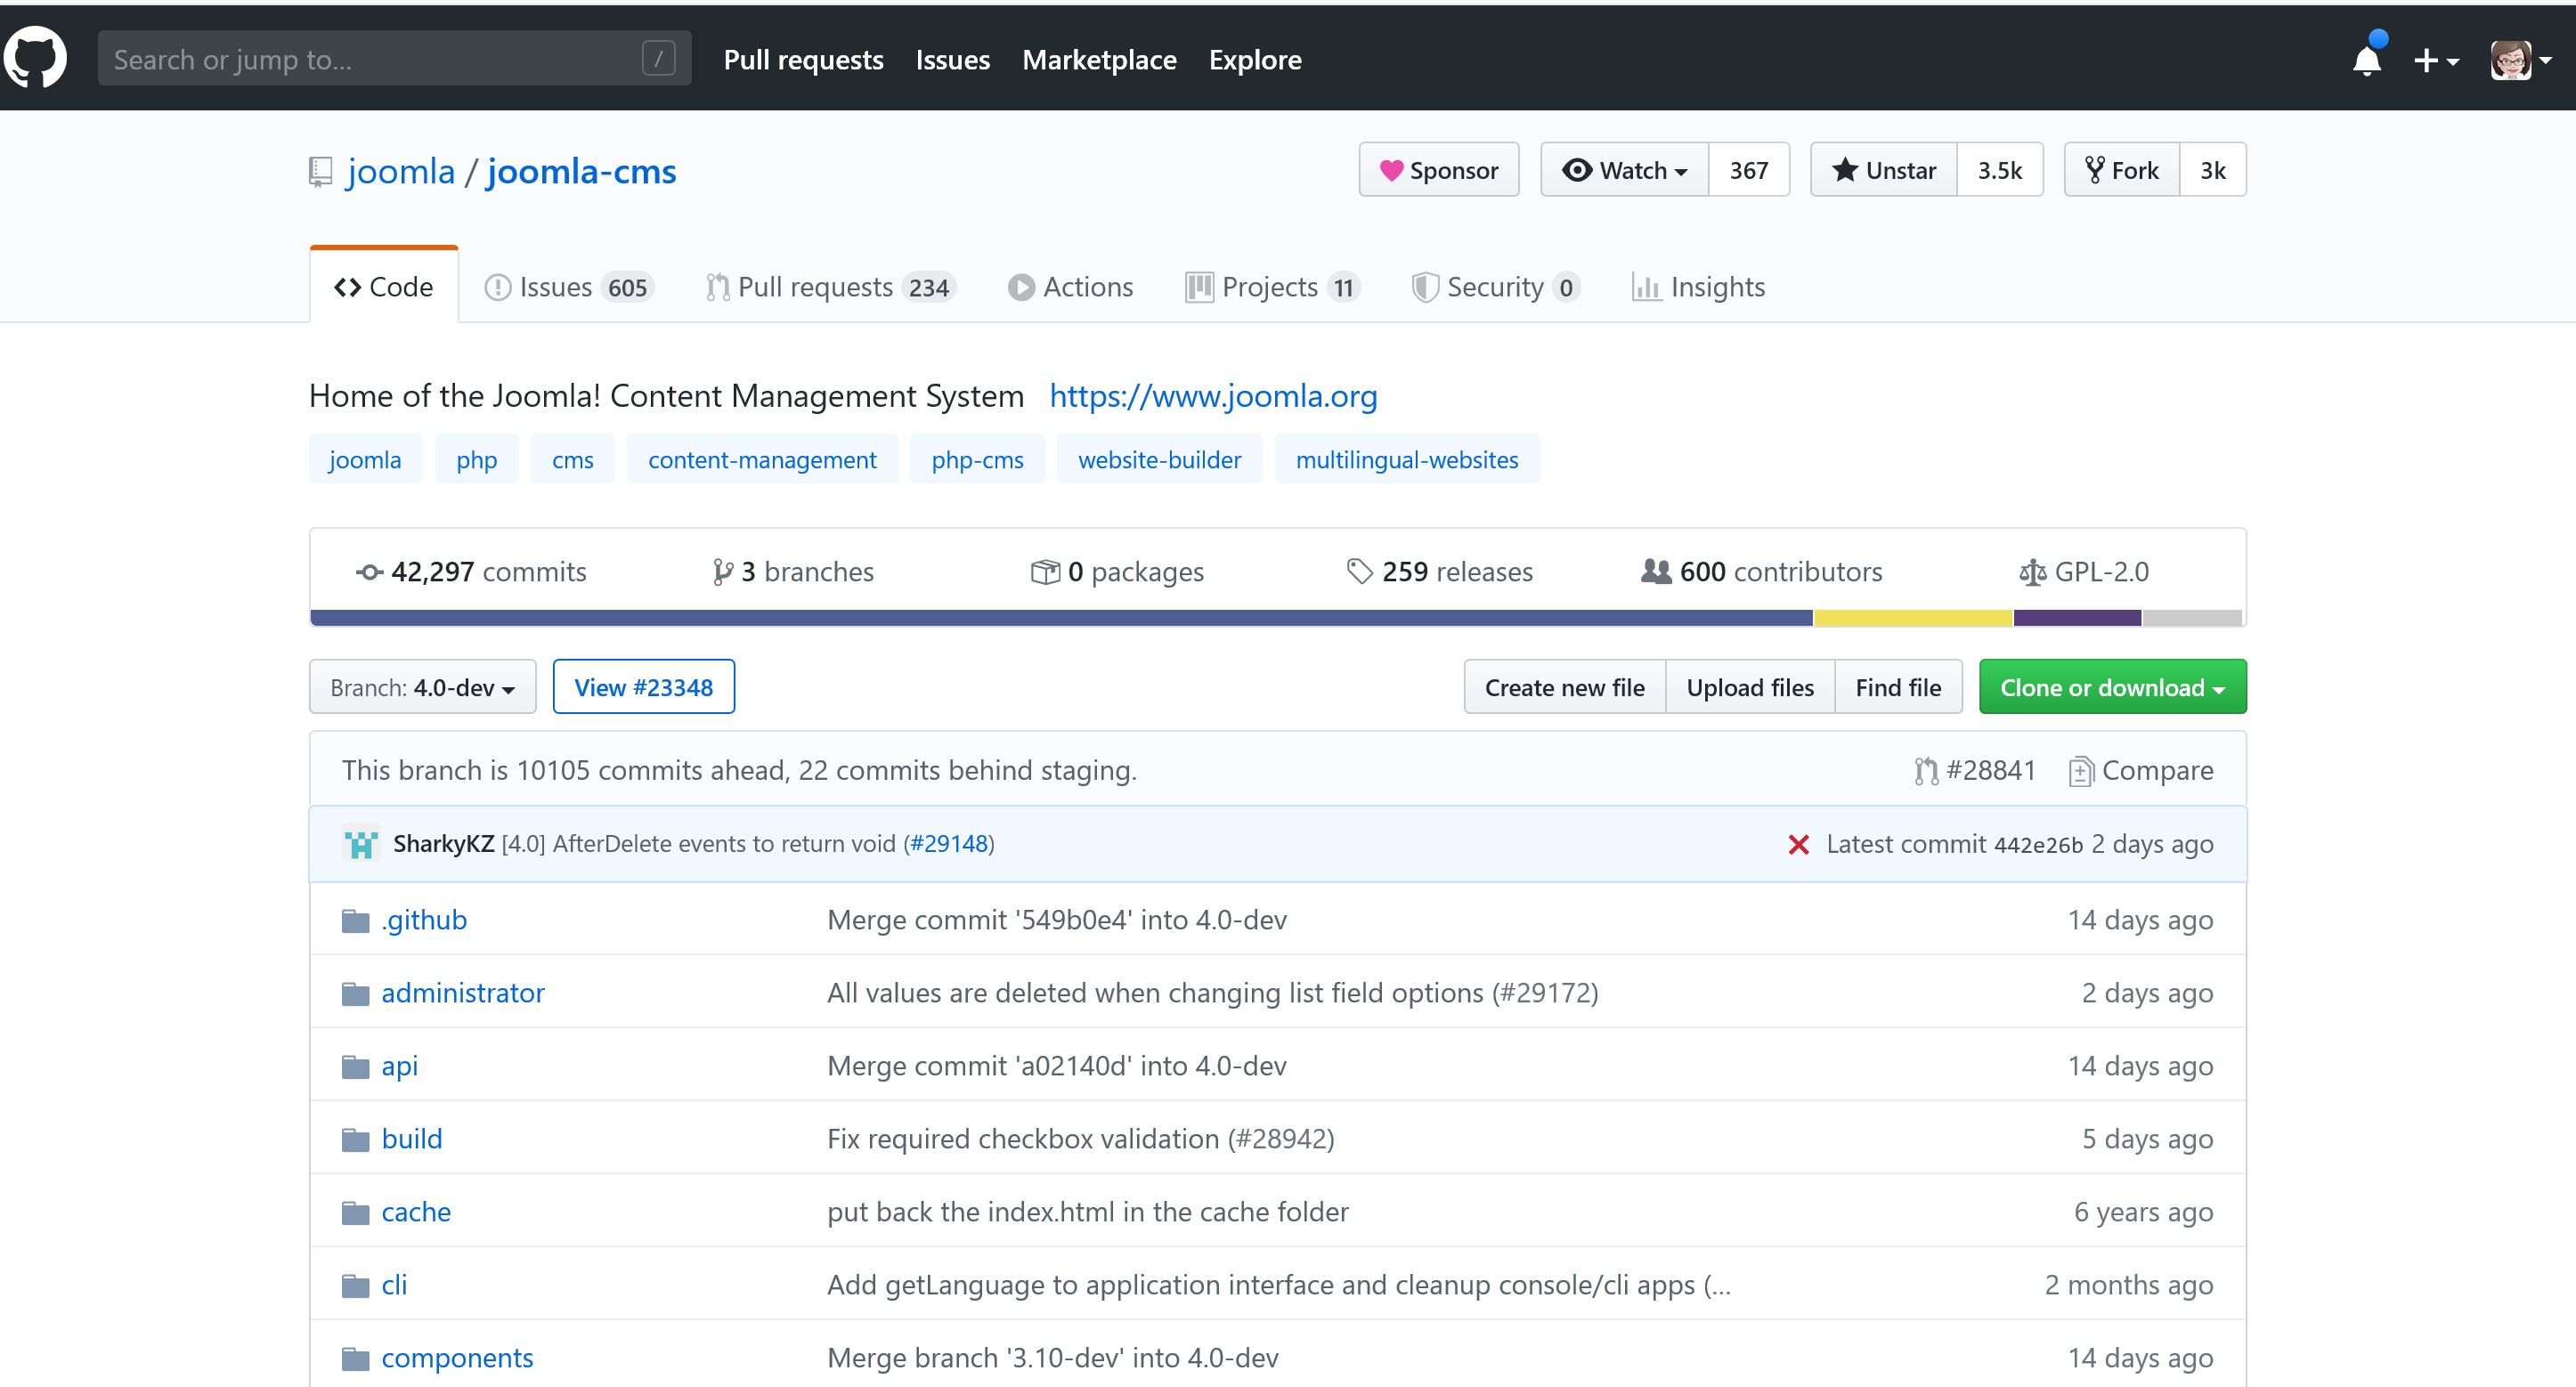 Search or jump to... /
Pull requests Issues Marketplace Explore
joomla / joomla-cms
Sponsor Watch 367 Unstar 3.5k Fork 3k
Code Issues 605 Pull requests 234 Actions Projects 11 Security 0 Insights
Home of the Joomla! Content Management System https://www.joomla.org
joomla php cms content-management php-cms website-builder multilingual-websites
42,297 commits 3 branches 0 packages 259 releases 600 contributors GPL-2.0
Branch: 4.0-dev View #23348 Create new file Upload files Find file Clone or download
This branch is 10105 commits ahead, 22 commits behind staging. #28841 Compare
SharkyKZ [4.0] AfterDelete events to return void (#29148) Latest commit 442e26b 2 days ago
.github Merge commit '549b0e4' into 4.0-dev 14 days ago
administrator All values are deleted when changing list field options (#29172) 2 days ago
api Merge commit 'a02140d' into 4.0-dev 14 days ago
build Fix required checkbox validation (#28942) 5 days ago
cache put back the index.html in the cache folder 6 years ago
cli Add getLanguage to application interface and cleanup console/cli apps (... 2 months ago
components Merge branch '3.10-dev' into 4.0-dev 14 days ago